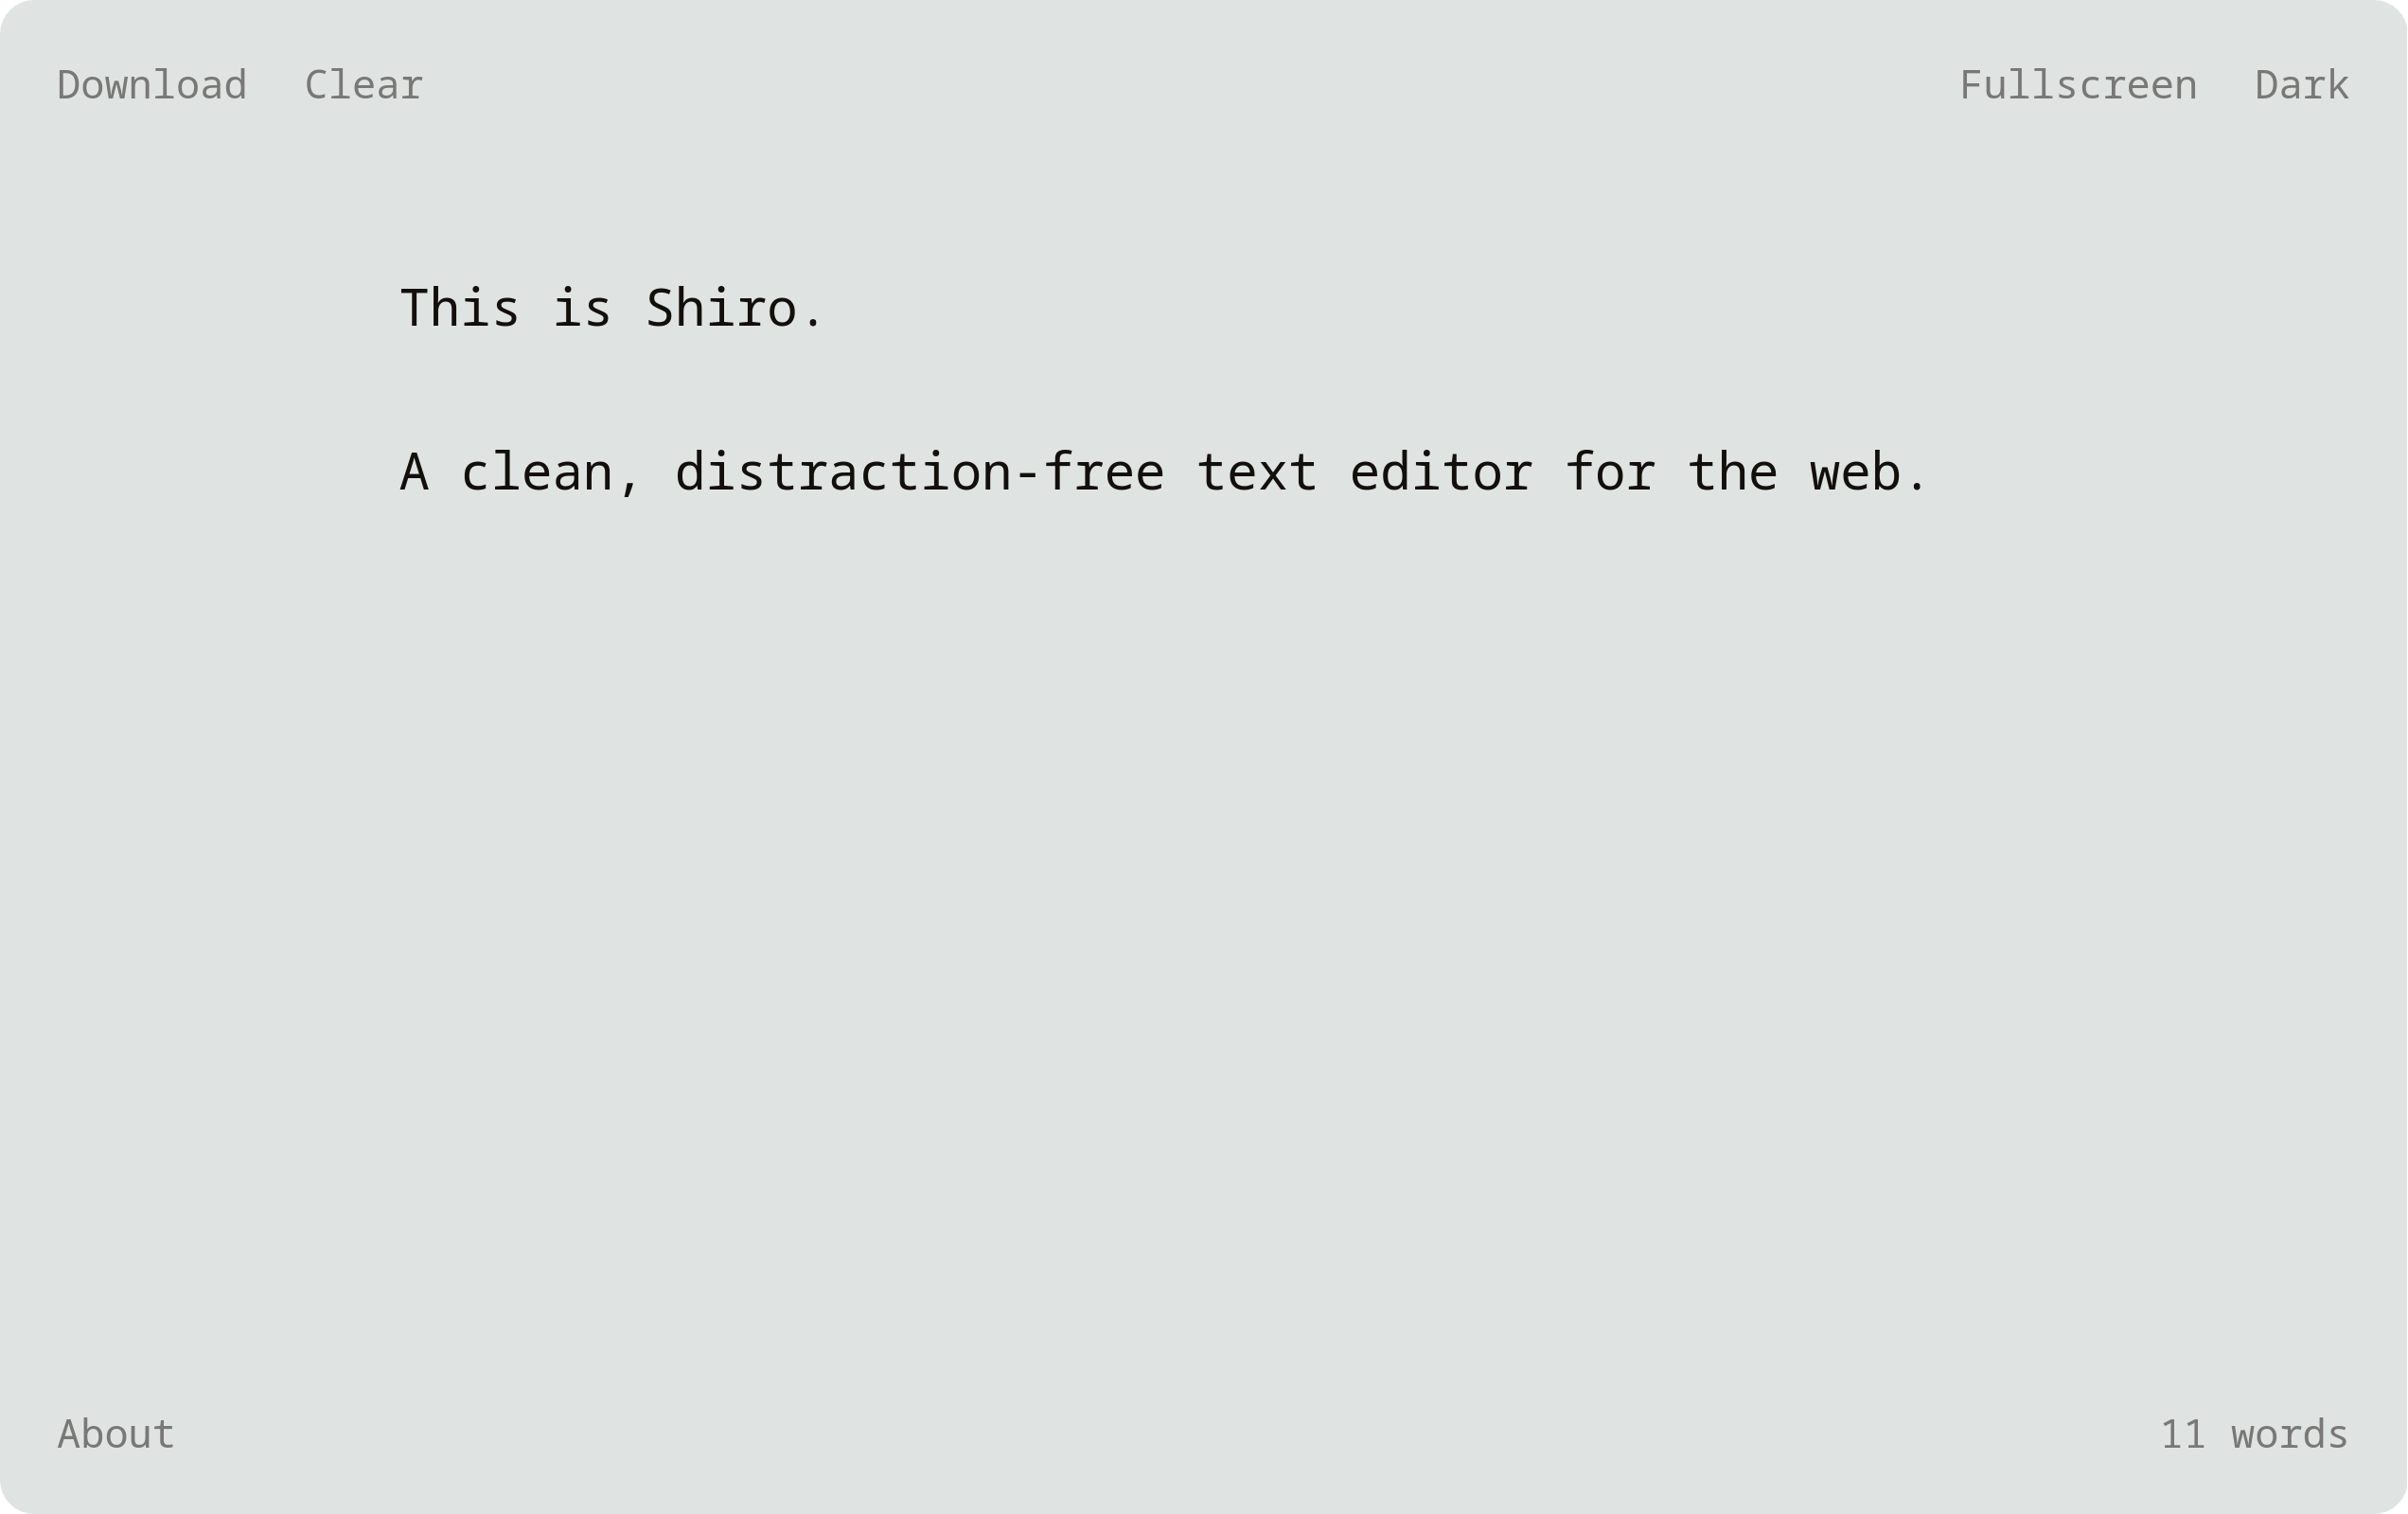 Download Clear Fullscreen Dark
This is Shiro.
A clean, distraction-free text editor for the web.
About 11 words